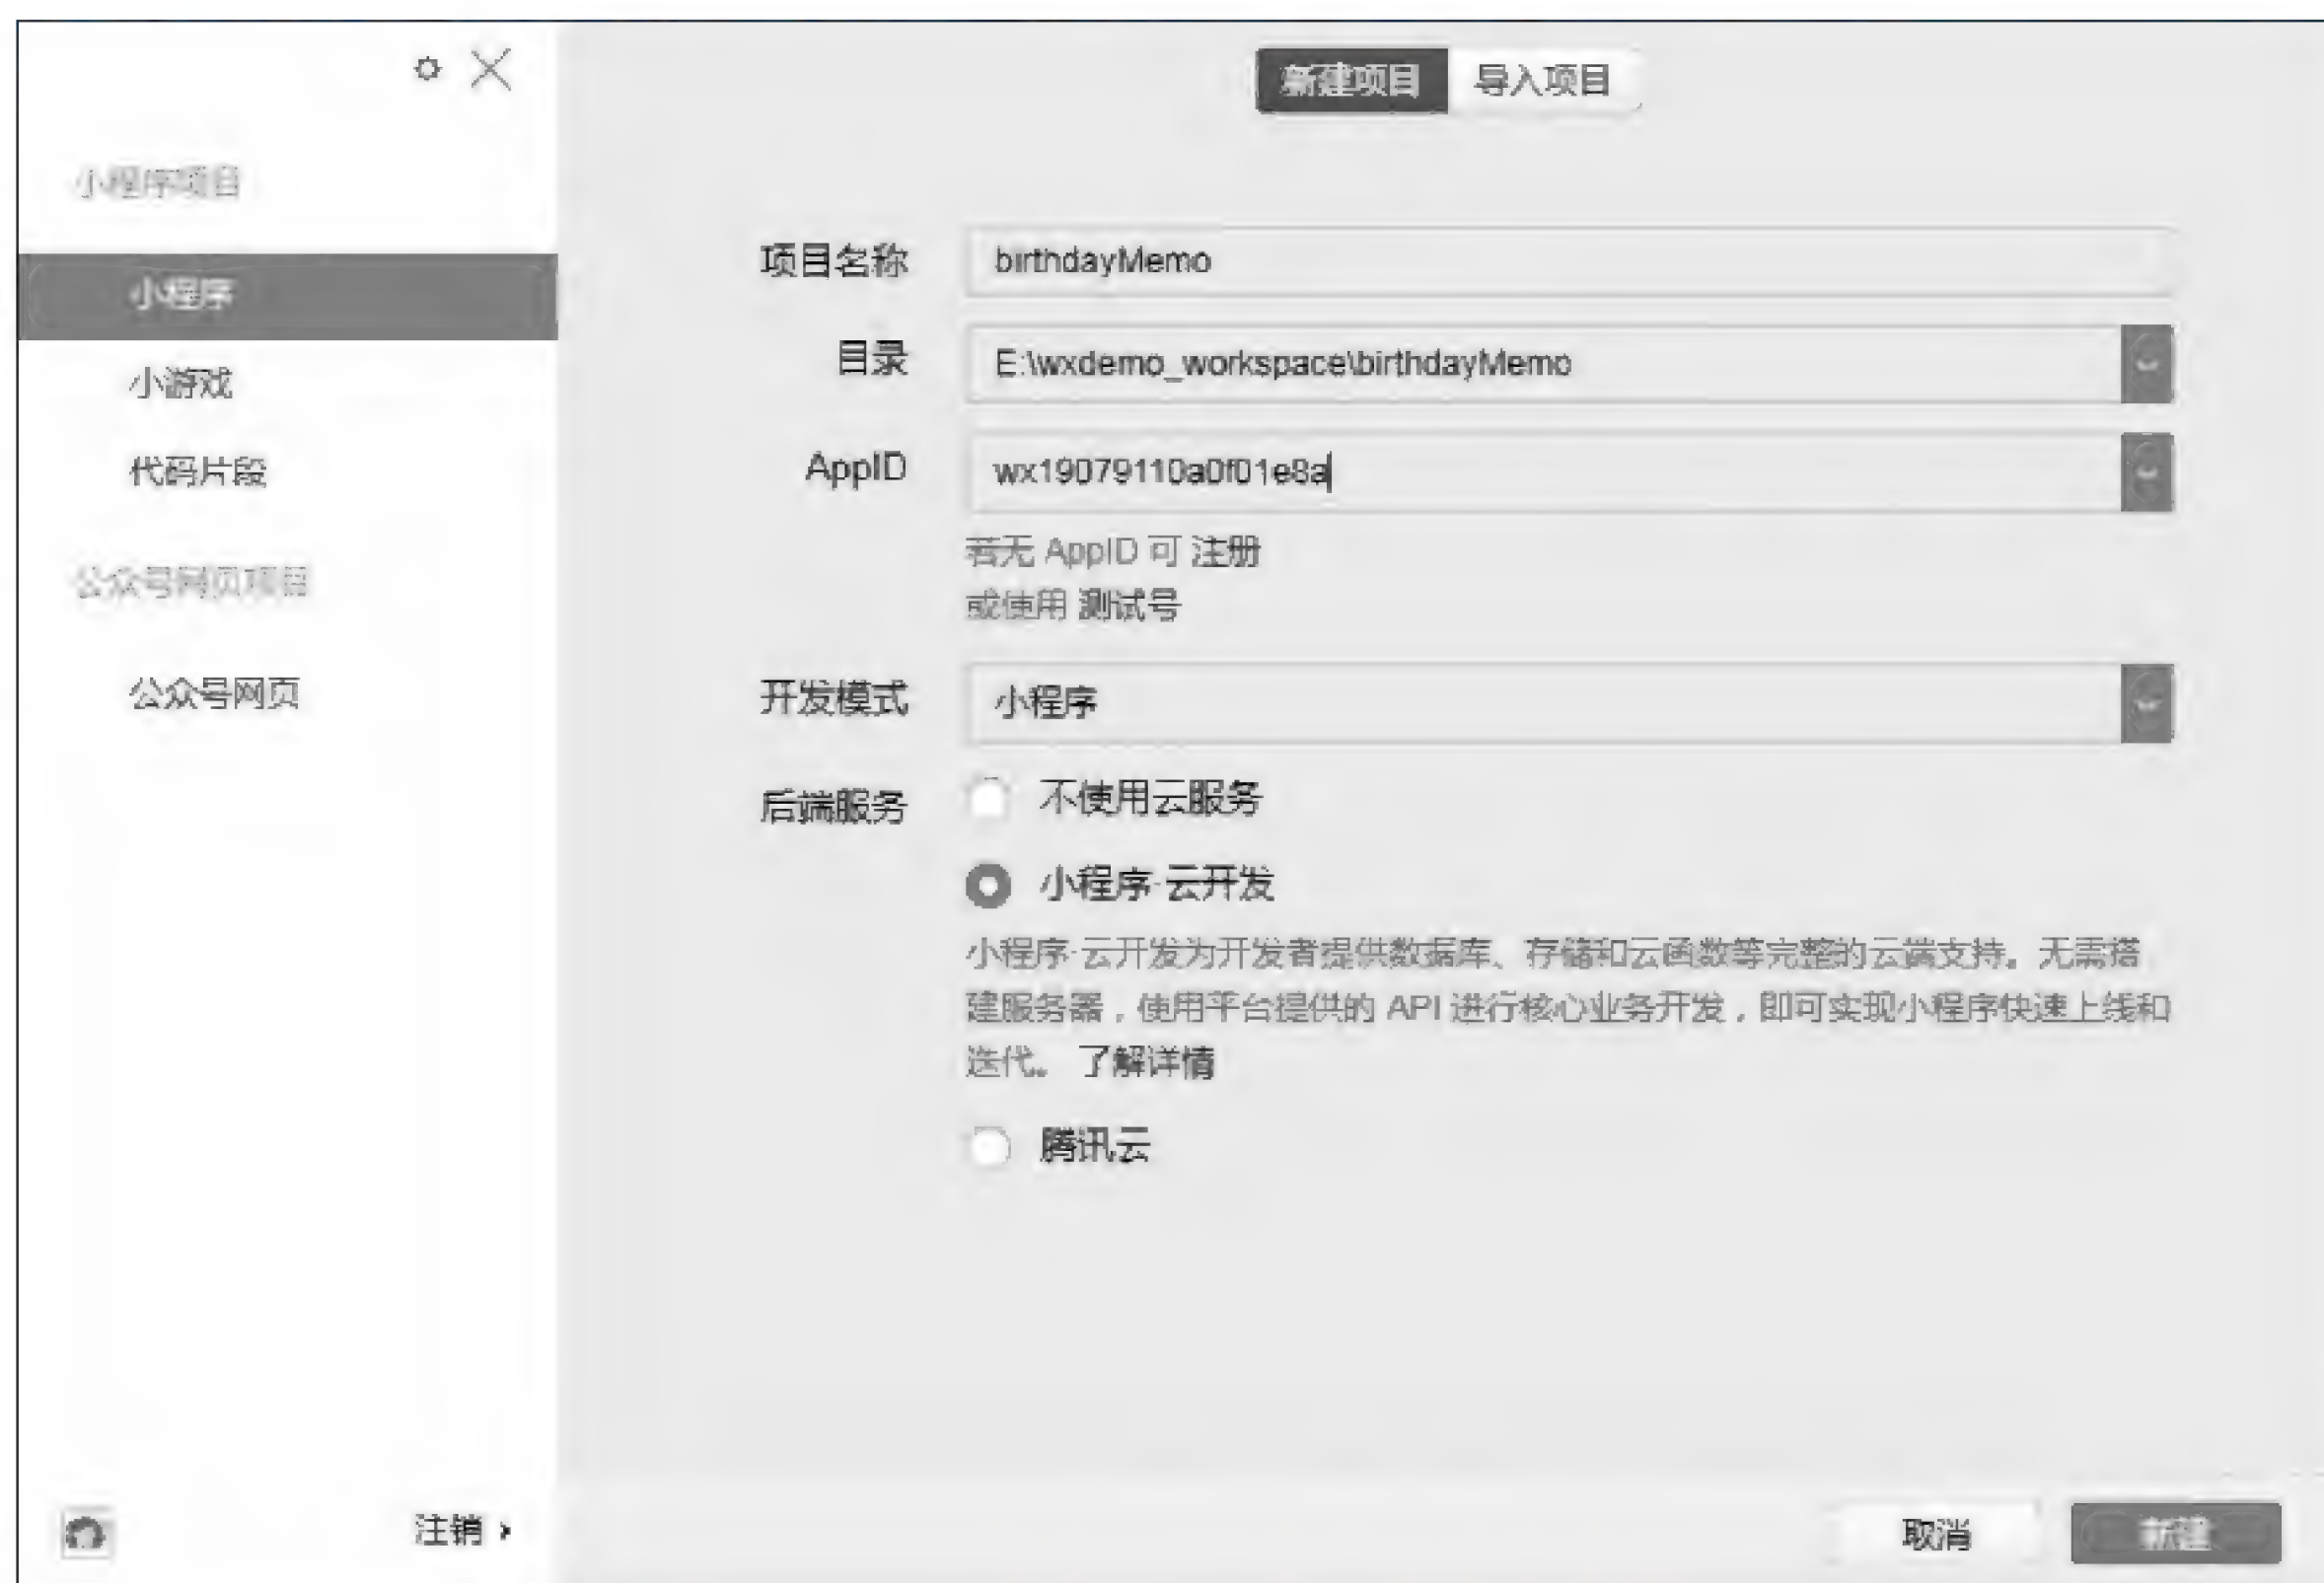 新建项目 导入项目
小程序项目
小程序
小游戏
代码片段
公众号网页项目
公众号网页
注销
项目名称 birthdayMemo
目录 E:\wxdemo_workspace\birthdayMemo
AppID wx19079110a0f01e8a
若无 AppID 可 注册
或使用 测试号
开发模式 小程序
后端服务 不使用云服务
小程序·云开发
小程序·云开发为开发者提供数据库、存储和云函数等完整的云端支持。无需搭
建服务器，使用平台提供的 API 进行核心业务开发，即可实现小程序快速上线和
迭代。 了解详情
腾讯云
取消 新建